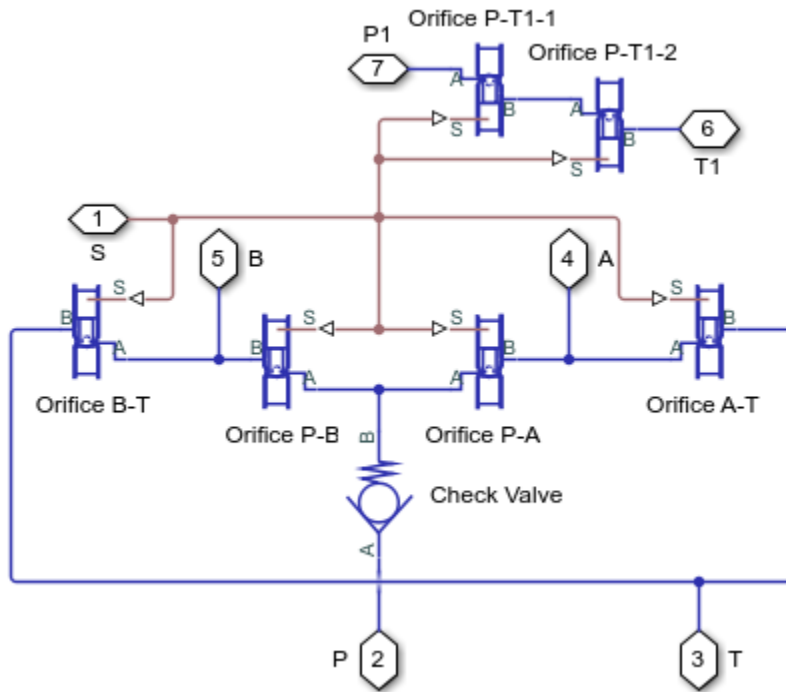 Orifice P-T1-1
P1
Orifice P-T1-2
7
A
B
A
S
B
6
T1
S
1
S
5
B
4
A
S
S
S
S
B
A
B
A
A
B
A
B
Orifice B-T
Orifice P-B
Orifice P-A
Orifice A-T
B
Check Valve
A
P
2
3
T